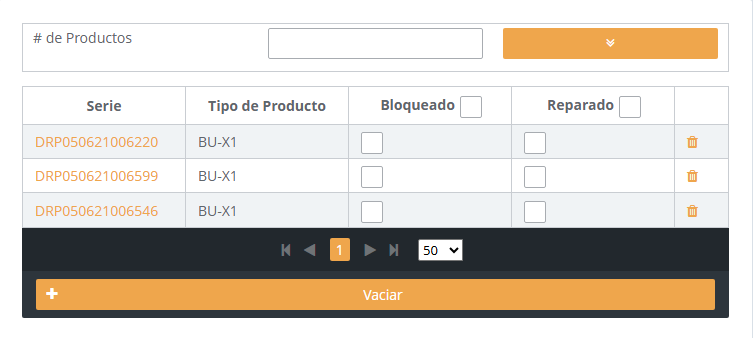 # de Productos
Serie Tipo de Producto Bloqueado Reparado
DRP050621006220 BU-X1
DRP050621006599 BU-X1
DRP050621006546 BU-X1
1 50
Vaciar